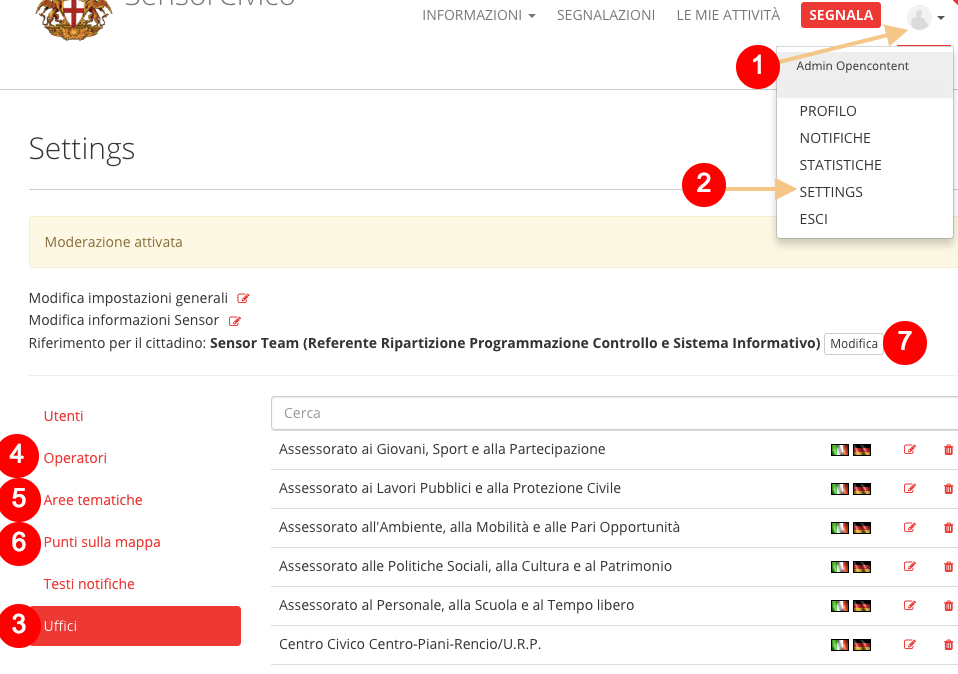 Sensor Civico
INFORMAZIONI
SEGNALAZIONI
LE MIE ATTIVITÀ
SEGNALA
1
Admin Opencontent
PROFILO
NOTIFICHE
STATISTICHE
2
SETTINGS
ESCI
Settings
Moderazione attivata
Modifica impostazioni generali
Modifica informazioni Sensor
Riferimento per il cittadino: Sensor Team (Referente Ripartizione Programmazione Controllo e Sistema Informativo) Modifica 7
Utenti
4 Operatori
5 Aree tematiche
6 Punti sulla mappa
Testi notifiche
3 Uffici
Cerca
Assessorato ai Giovani, Sport e alla Partecipazione
Assessorato ai Lavori Pubblici e alla Protezione Civile
Assessorato all'Ambiente, alla Mobilità e alle Pari Opportunità
Assessorato alle Politiche Sociali, alla Cultura e al Patrimonio
Assessorato al Personale, alla Scuola e al Tempo libero
Centro Civico Centro-Piani-Rencio/U.R.P.